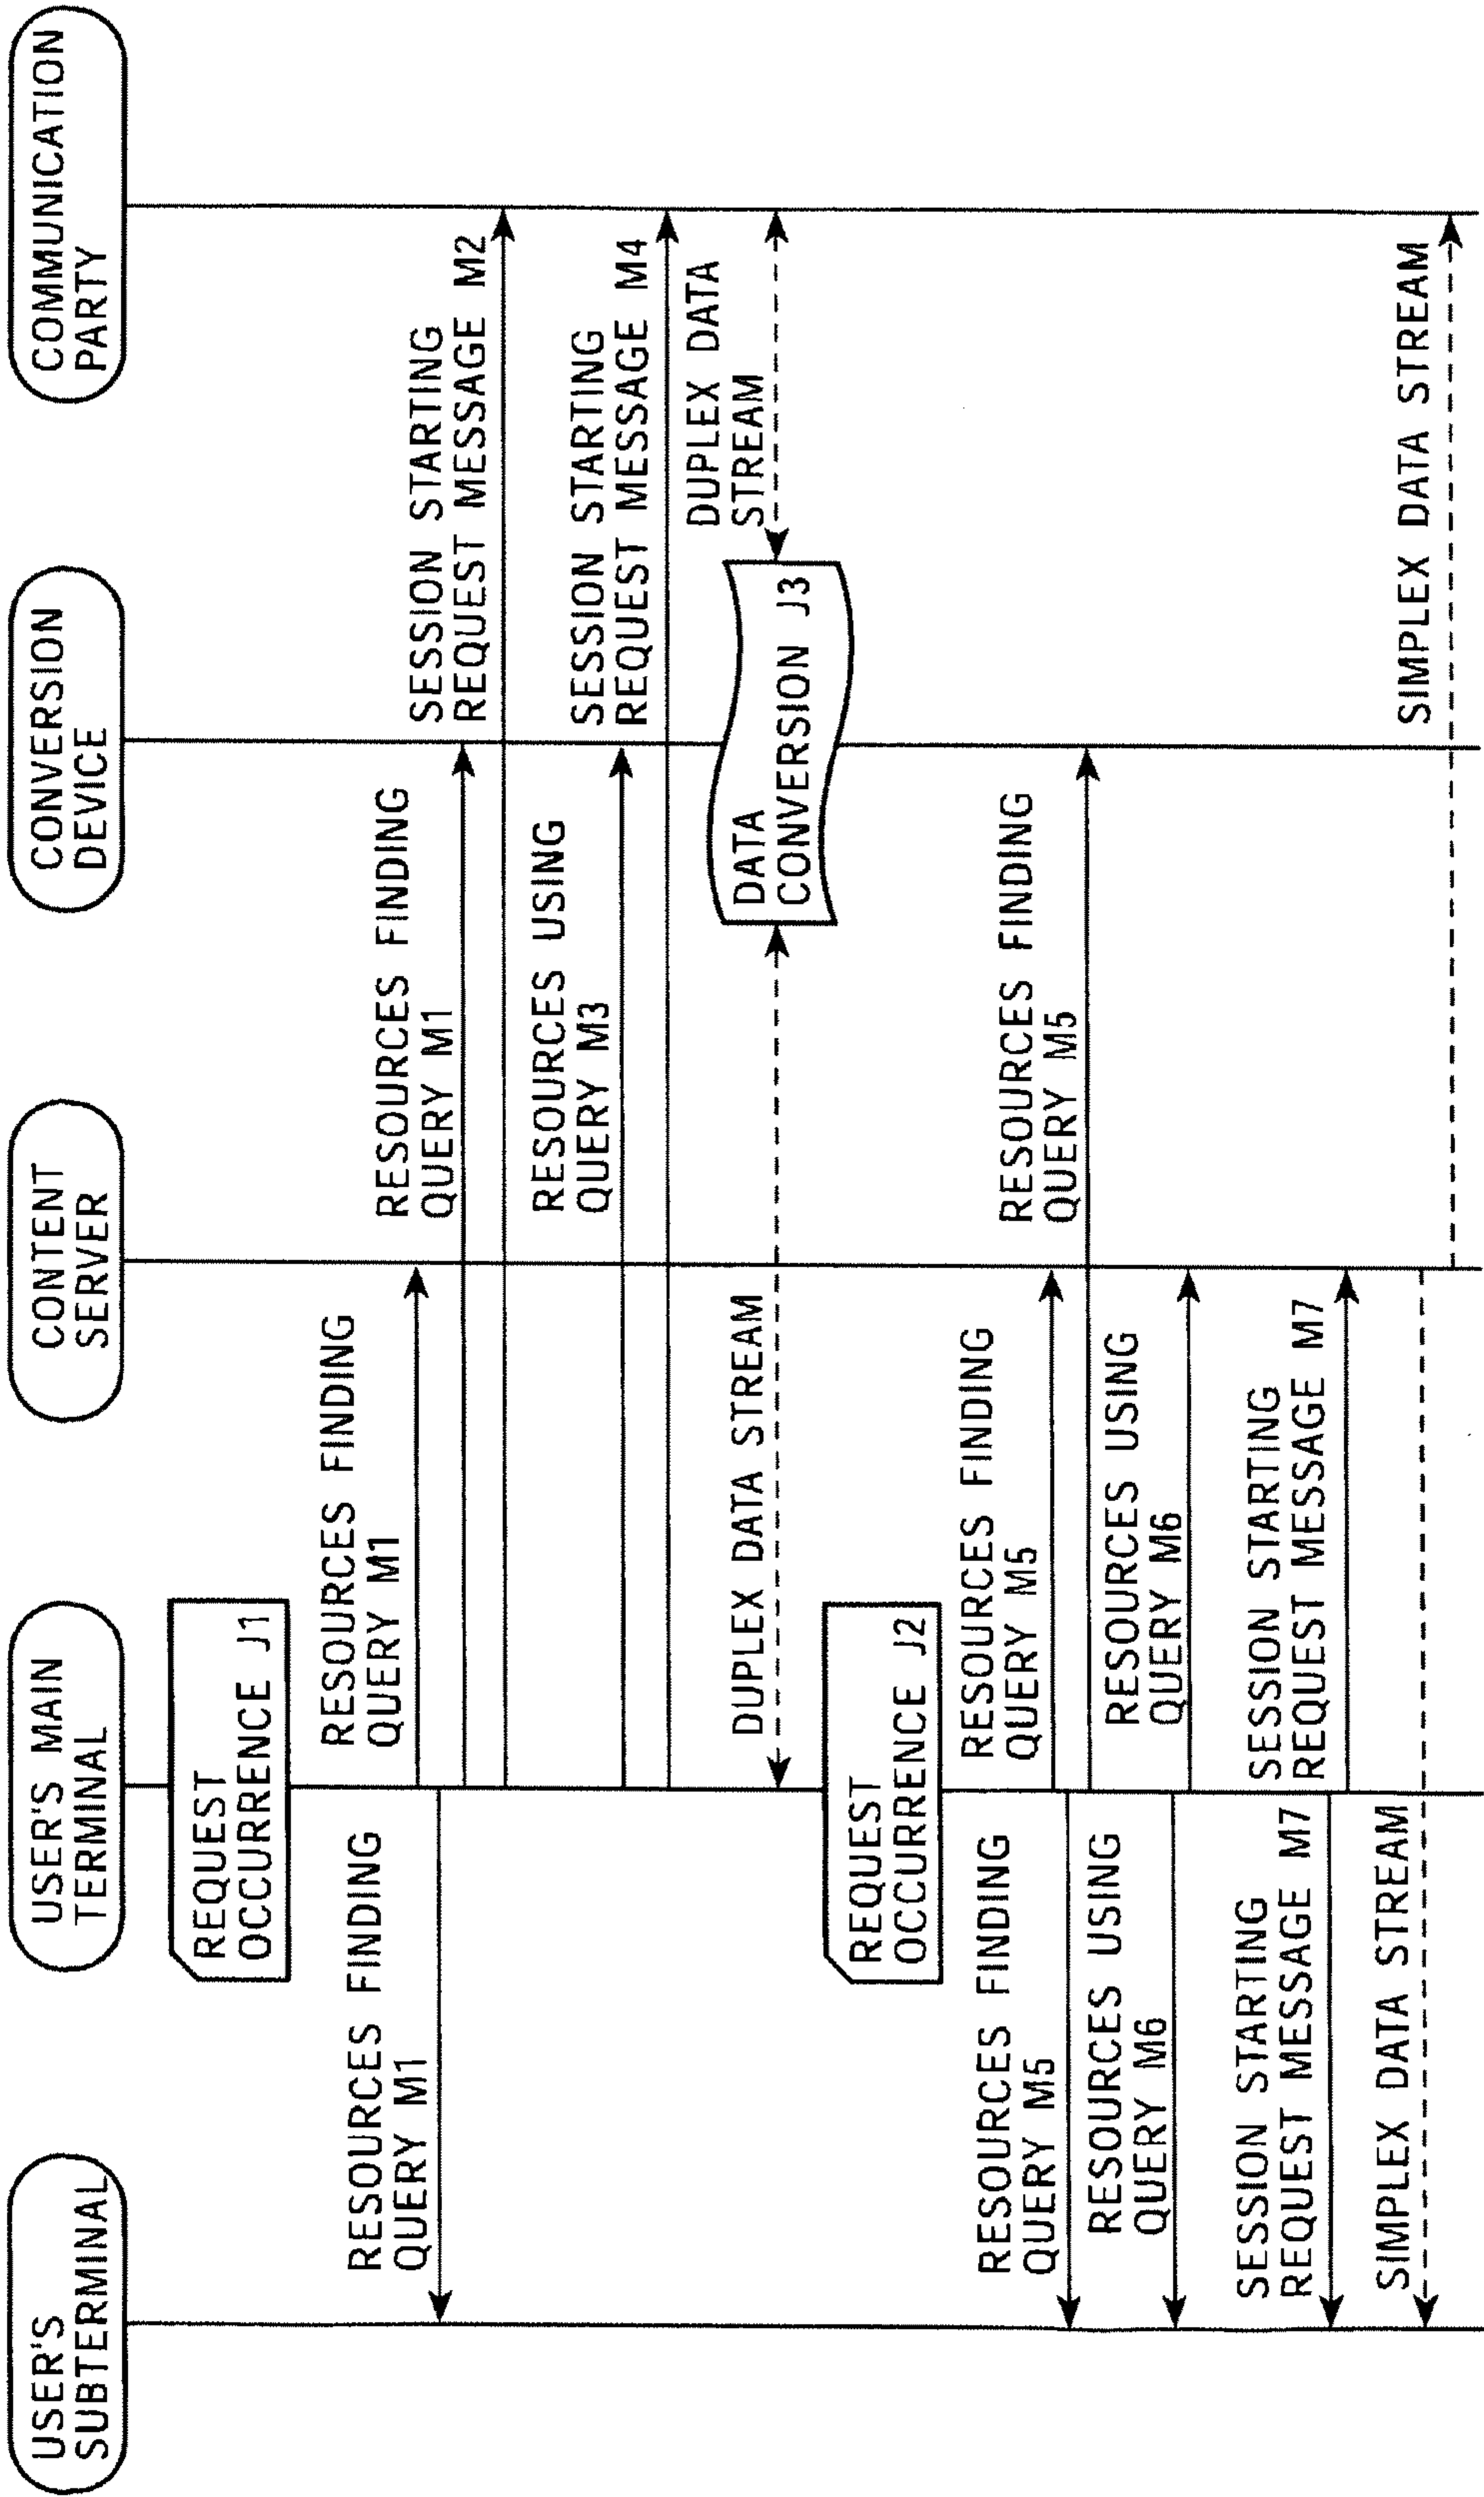 USER'S
SUBTERMINAL
USER'S MAIN
TERMINAL
CONTENT
SERVER
CONVERSION
DEVICE
COMMUNICATION
PARTY
REQUEST
OCCURRENCE J1
RESOURCES FINDING
QUERY M1
RESOURCES FINDING
QUERY M1
RESOURCES FINDING
QUERY M1
SESSION STARTING
REQUEST MESSAGE M2
RESOURCES USING
QUERY M3
SESSION STARTING
REQUEST MESSAGE M4
DUPLEX DATA STREAM
DATA
CONVERSION J3
DUPLEX DATA
STREAM
REQUEST
OCCURRENCE J2
RESOURCES FINDING
QUERY M5
RESOURCES FINDING
QUERY M5
RESOURCES FINDING
QUERY M5
RESOURCES USING
QUERY M6
RESOURCES USING
QUERY M6
SESSION STARTING
REQUEST MESSAGE M7
SESSION STARTING
REQUEST MESSAGE M7
SIMPLEX DATA STREAM
SIMPLEX DATA STREAM